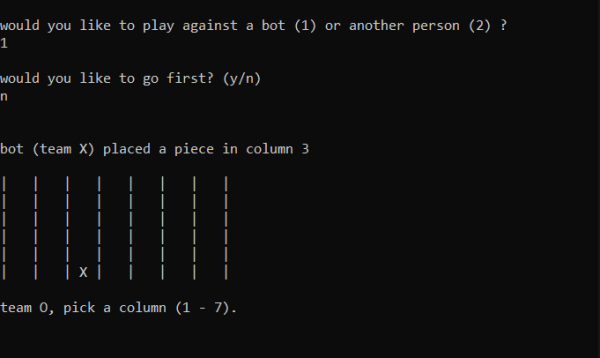 would you like to play against a bot (1) or another person (2) ?
1
would you like to go first? (y/n)
n
bot (team X) placed a piece in column 3
|   |   |   |   |   |   |   |
|   |   |   |   |   |   |   |
|   |   |   |   |   |   |   |
|   |   |   |   |   |   |   |
|   |   |   |   |   |   |   |
|   |   | X |   |   |   |   |
team O, pick a column (1 - 7).